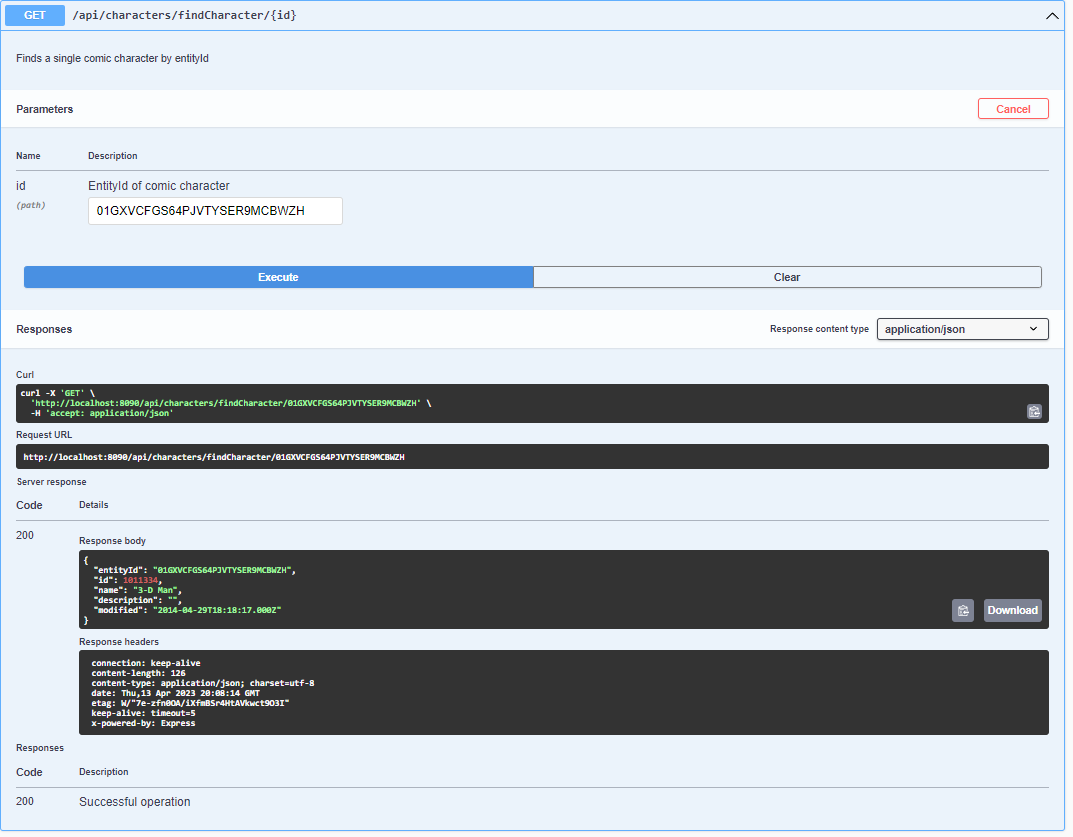 GET /api/characters/findCharacter/{id}
Finds a single comic character by entityId
Parameters Cancel
Name Description
id EntityId of comic character
(path) 01GXVCFGS64PJVTYSER9MCBWZH
Execute Clear
Responses Response content type application/json
Curl
curl -X 'GET' \
'http://localhost:8090/api/characters/findCharacter/01GXVCFGS64PJVTYSER9MCBWZH' \
-H 'accept: application/json'
Request URL
http://localhost:8090/api/characters/findCharacter/01GXVCFGS64PJVTYSER9MCBWZH
Server response
Code Details
200
Response body
{
"entityId": "01GXVCFGS64PJVTYSER9MCBWZH",
"id": 1011334,
"name": "3-D Man",
"description": "",
"modified": "2014-04-29T18:18:17.000Z"
}
Download
Response headers
connection: keep-alive
content-length: 126
content-type: application/json; charset=utf-8
date: Thu,13 Apr 2023 20:08:14 GMT
etag: W/"7e-zfn0OA/iXfmBSr4HtAVkwct9O3I"
keep-alive: timeout=5
x-powered-by: Express
Responses
Code Description
200 Successful operation